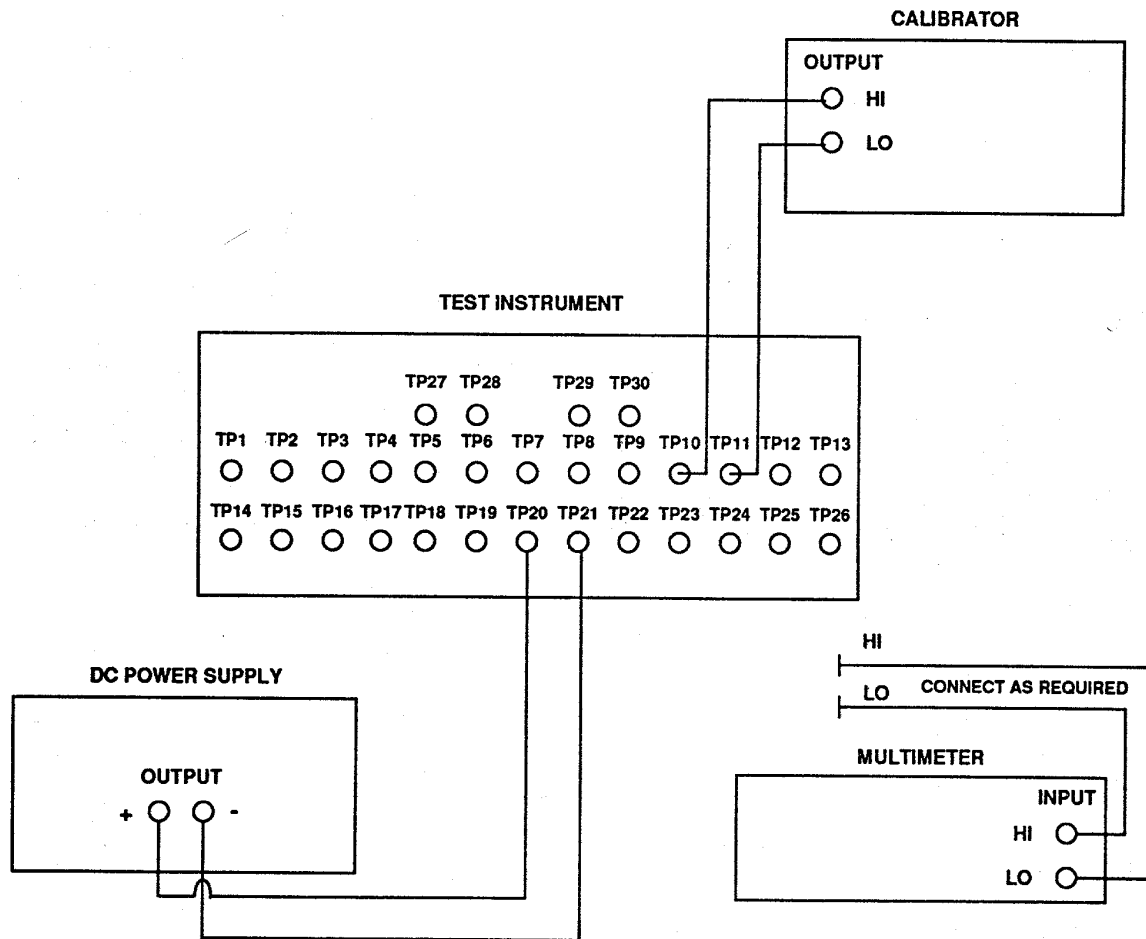 CALIBRATOR
OUTPUT
HI
LO
TEST INSTRUMENT
TP27 TP28 TP29 TP30
TP1 TP2 TP3 TP4 TP5 TP6 TP7 TP8 TP9 TP10 TP11 TP12 TP13
TP14 TP15 TP16 TP17 TP18 TP19 TP20 TP21 TP22 TP23 TP24 TP25 TP26
DC POWER SUPPLY
OUTPUT
+ -
HI
LO CONNECT AS REQUIRED
MULTIMETER
INPUT
HI
LO